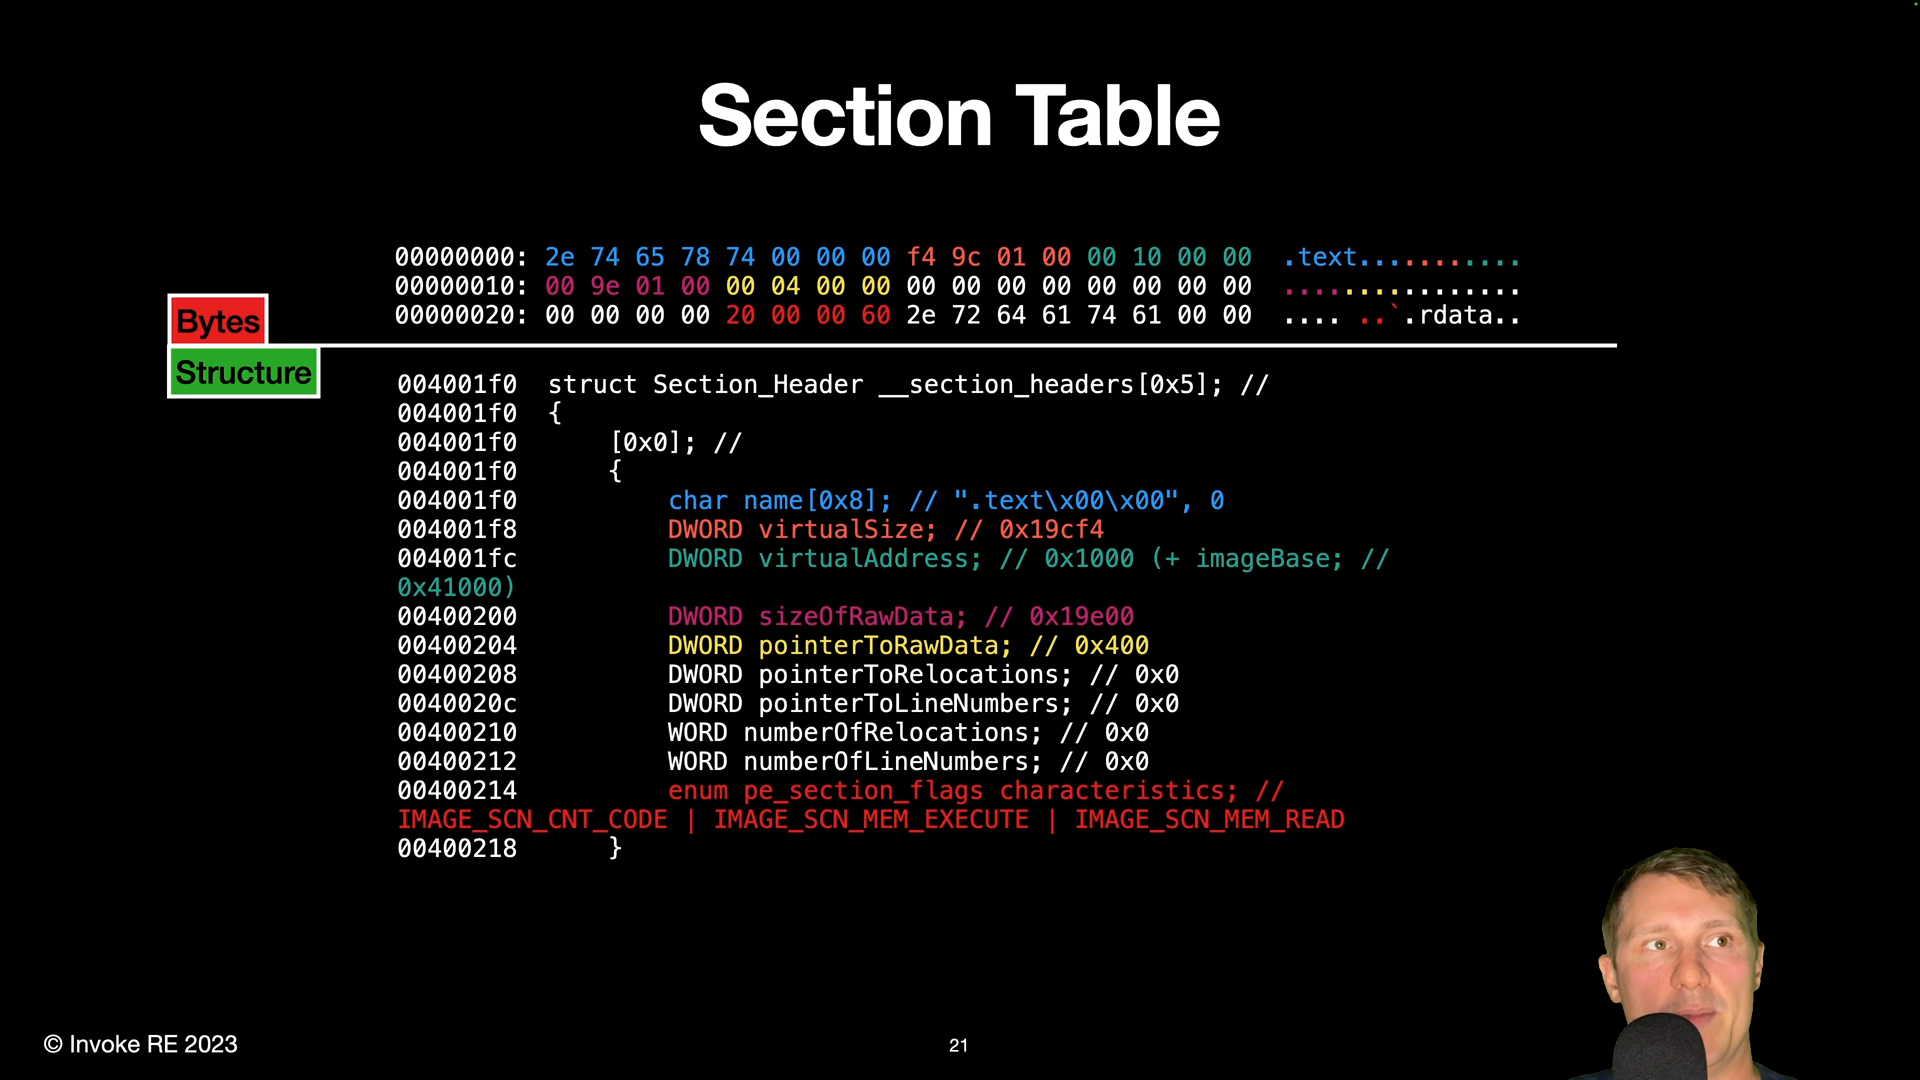 Section Table
00000000: 2e 74 65 78 74 00 00 00 f4 9c 01 00 00 10 00 00  .text...........
00000010: 00 9e 01 00 00 04 00 00 00 00 00 00 00 00 00 00  ................
00000020: 00 00 00 00 20 00 00 60 2e 72 64 61 74 61 00 00  .... ..`.rdata..
Bytes
Structure
004001f0  struct Section_Header __section_headers[0x5]; //
004001f0  {
004001f0      [0x0]; //
004001f0      {
004001f0          char name[0x8]; // ".text\x00\x00", 0
004001f8          DWORD virtualSize; // 0x19cf4
004001fc          DWORD virtualAddress; // 0x1000 (+ imageBase; //
0x41000)
00400200          DWORD sizeOfRawData; // 0x19e00
00400204          DWORD pointerToRawData; // 0x400
00400208          DWORD pointerToRelocations; // 0x0
0040020c          DWORD pointerToLineNumbers; // 0x0
00400210          WORD numberOfRelocations; // 0x0
00400212          WORD numberOfLineNumbers; // 0x0
00400214          enum pe_section_flags characteristics; //
IMAGE_SCN_CNT_CODE | IMAGE_SCN_MEM_EXECUTE | IMAGE_SCN_MEM_READ
00400218      }
© Invoke RE 2023
21